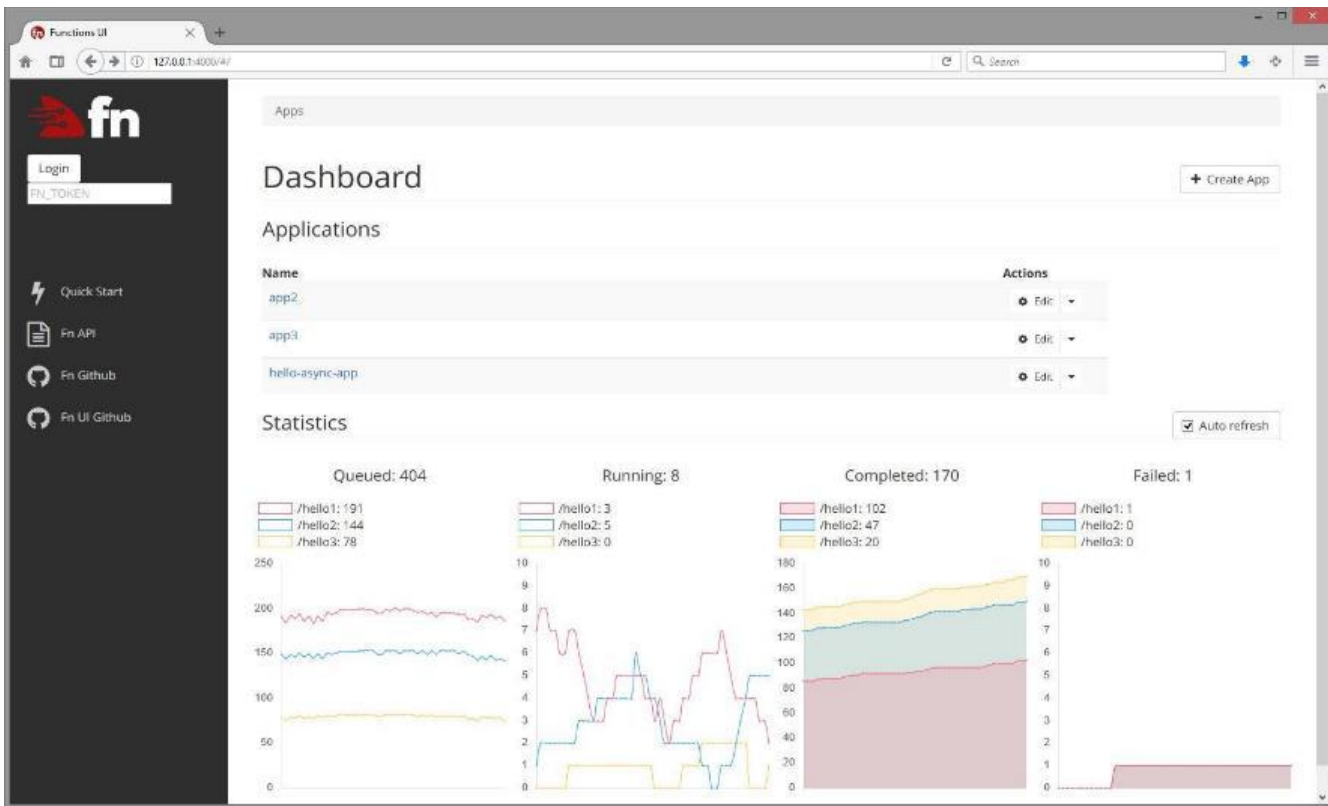 Functions UI
127.0.0.1:4000/#/
Search
fn
Login
FN_TOKEN
Quick Start
Fn API
Fn Github
Fn UI Github
Apps
Dashboard
+ Create App
Applications
Name Actions
app2 Edit
app3 Edit
hello-async-app Edit
Statistics
Auto refresh
Queued: 404
/hello1: 191
/hello2: 144
/hello3: 78
250
200
150
100
50
0
Running: 8
/hello1: 3
/hello2: 5
/hello3: 0
10
9
8
7
6
5
4
3
2
1
0
Completed: 170
/hello1: 102
/hello2: 47
/hello3: 20
180
160
140
120
100
80
60
40
20
0
Failed: 1
/hello1: 1
/hello2: 0
/hello3: 0
10
9
8
7
6
5
4
3
2
1
0